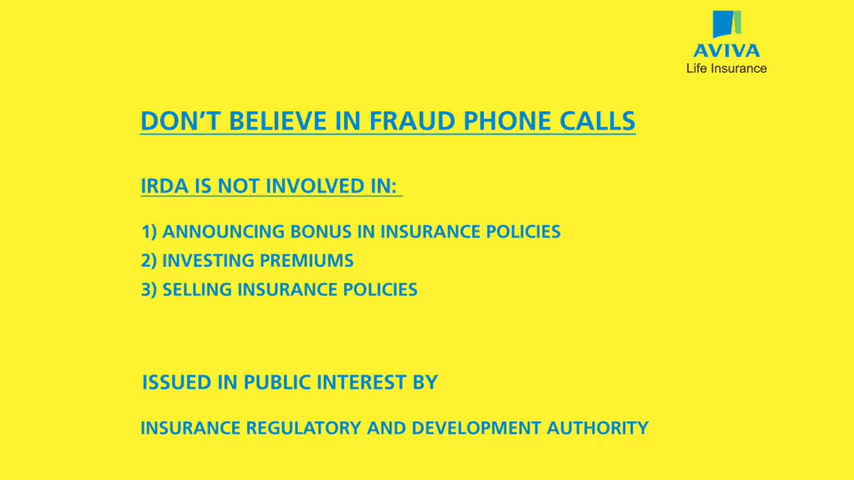 AVIVA
Life Insurance
DON'T BELIEVE IN FRAUD PHONE CALLS
IRDA IS NOT INVOLVED IN:
1) ANNOUNCING BONUS IN INSURANCE POLICIES
2) INVESTING PREMIUMS
3) SELLING INSURANCE POLICIES
ISSUED IN PUBLIC INTEREST BY
INSURANCE REGULATORY AND DEVELOPMENT AUTHORITY